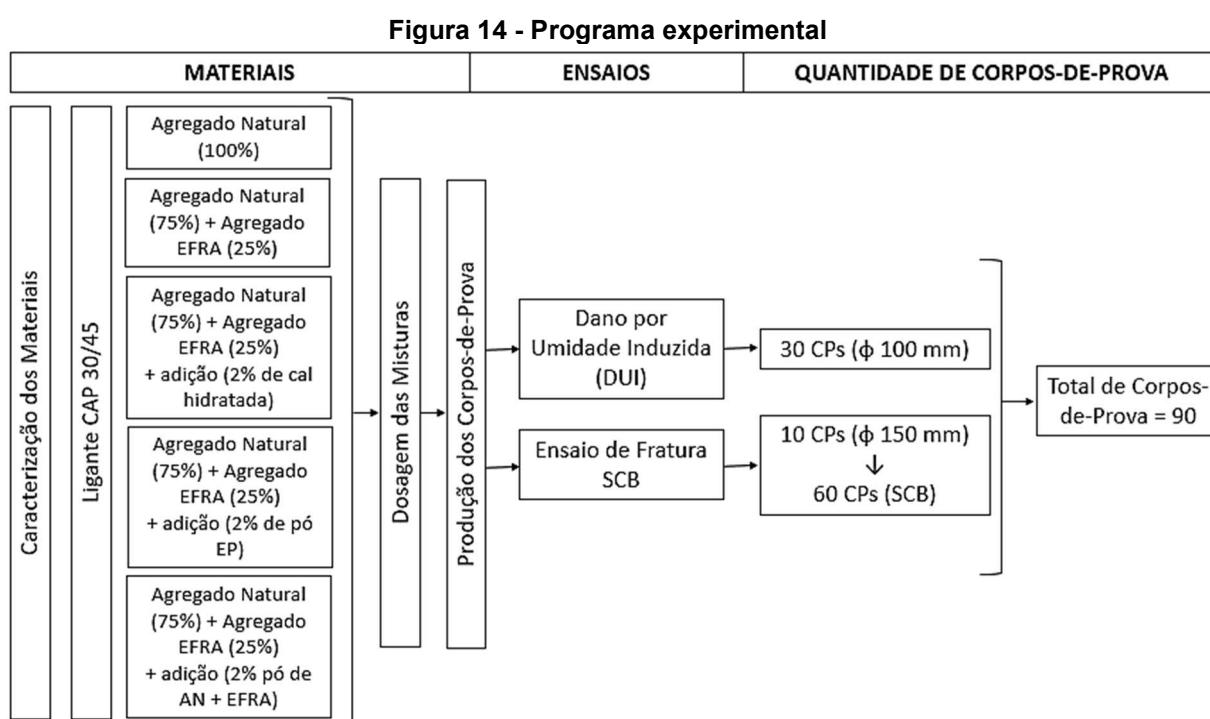 Figura 14 - Programa experimental
MATERIAIS
ENSAIOS
QUANTIDADE DE CORPOS-DE-PROVA
Caracterização dos Materiais
Ligante CAP 30/45
Agregado Natural
(100%)
Agregado Natural
(75%) + Agregado
EFRA (25%)
Agregado Natural
(75%) + Agregado
EFRA (25%)
+ adição (2% de cal
hidratada)
Agregado Natural
(75%) + Agregado
EFRA (25%)
+ adição (2% de pó
EP)
Agregado Natural
(75%) + Agregado
EFRA (25%)
+ adição (2% pó de
AN + EFRA)
Dosagem das Misturas
Produção dos Corpos-de-Prova
Dano por
Umidade Induzida
(DUI)
Ensaio de Fratura
SCB
30 CPs (ϕ 100 mm)
10 CPs (ϕ 150 mm)
↓
60 CPs (SCB)
Total de Corpos-
de-Prova = 90